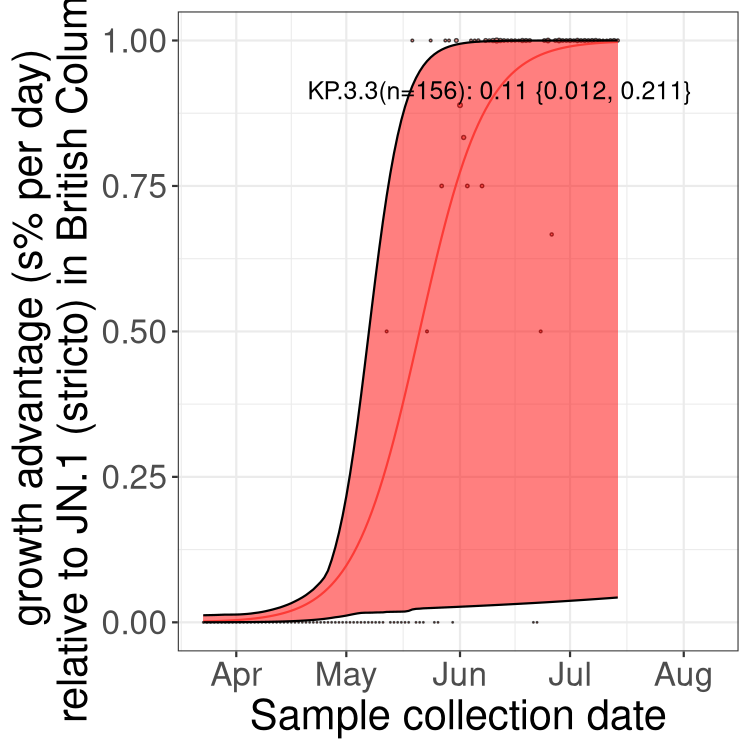 growth advantage (s% per day)
relative to JN.1 (stricto) in British Colum
1.00
0.75
0.50
0.25
0.00
KP.3.3(n=156): 0.11 {0.012, 0.211}
Apr May Jun Jul Aug
Sample collection date